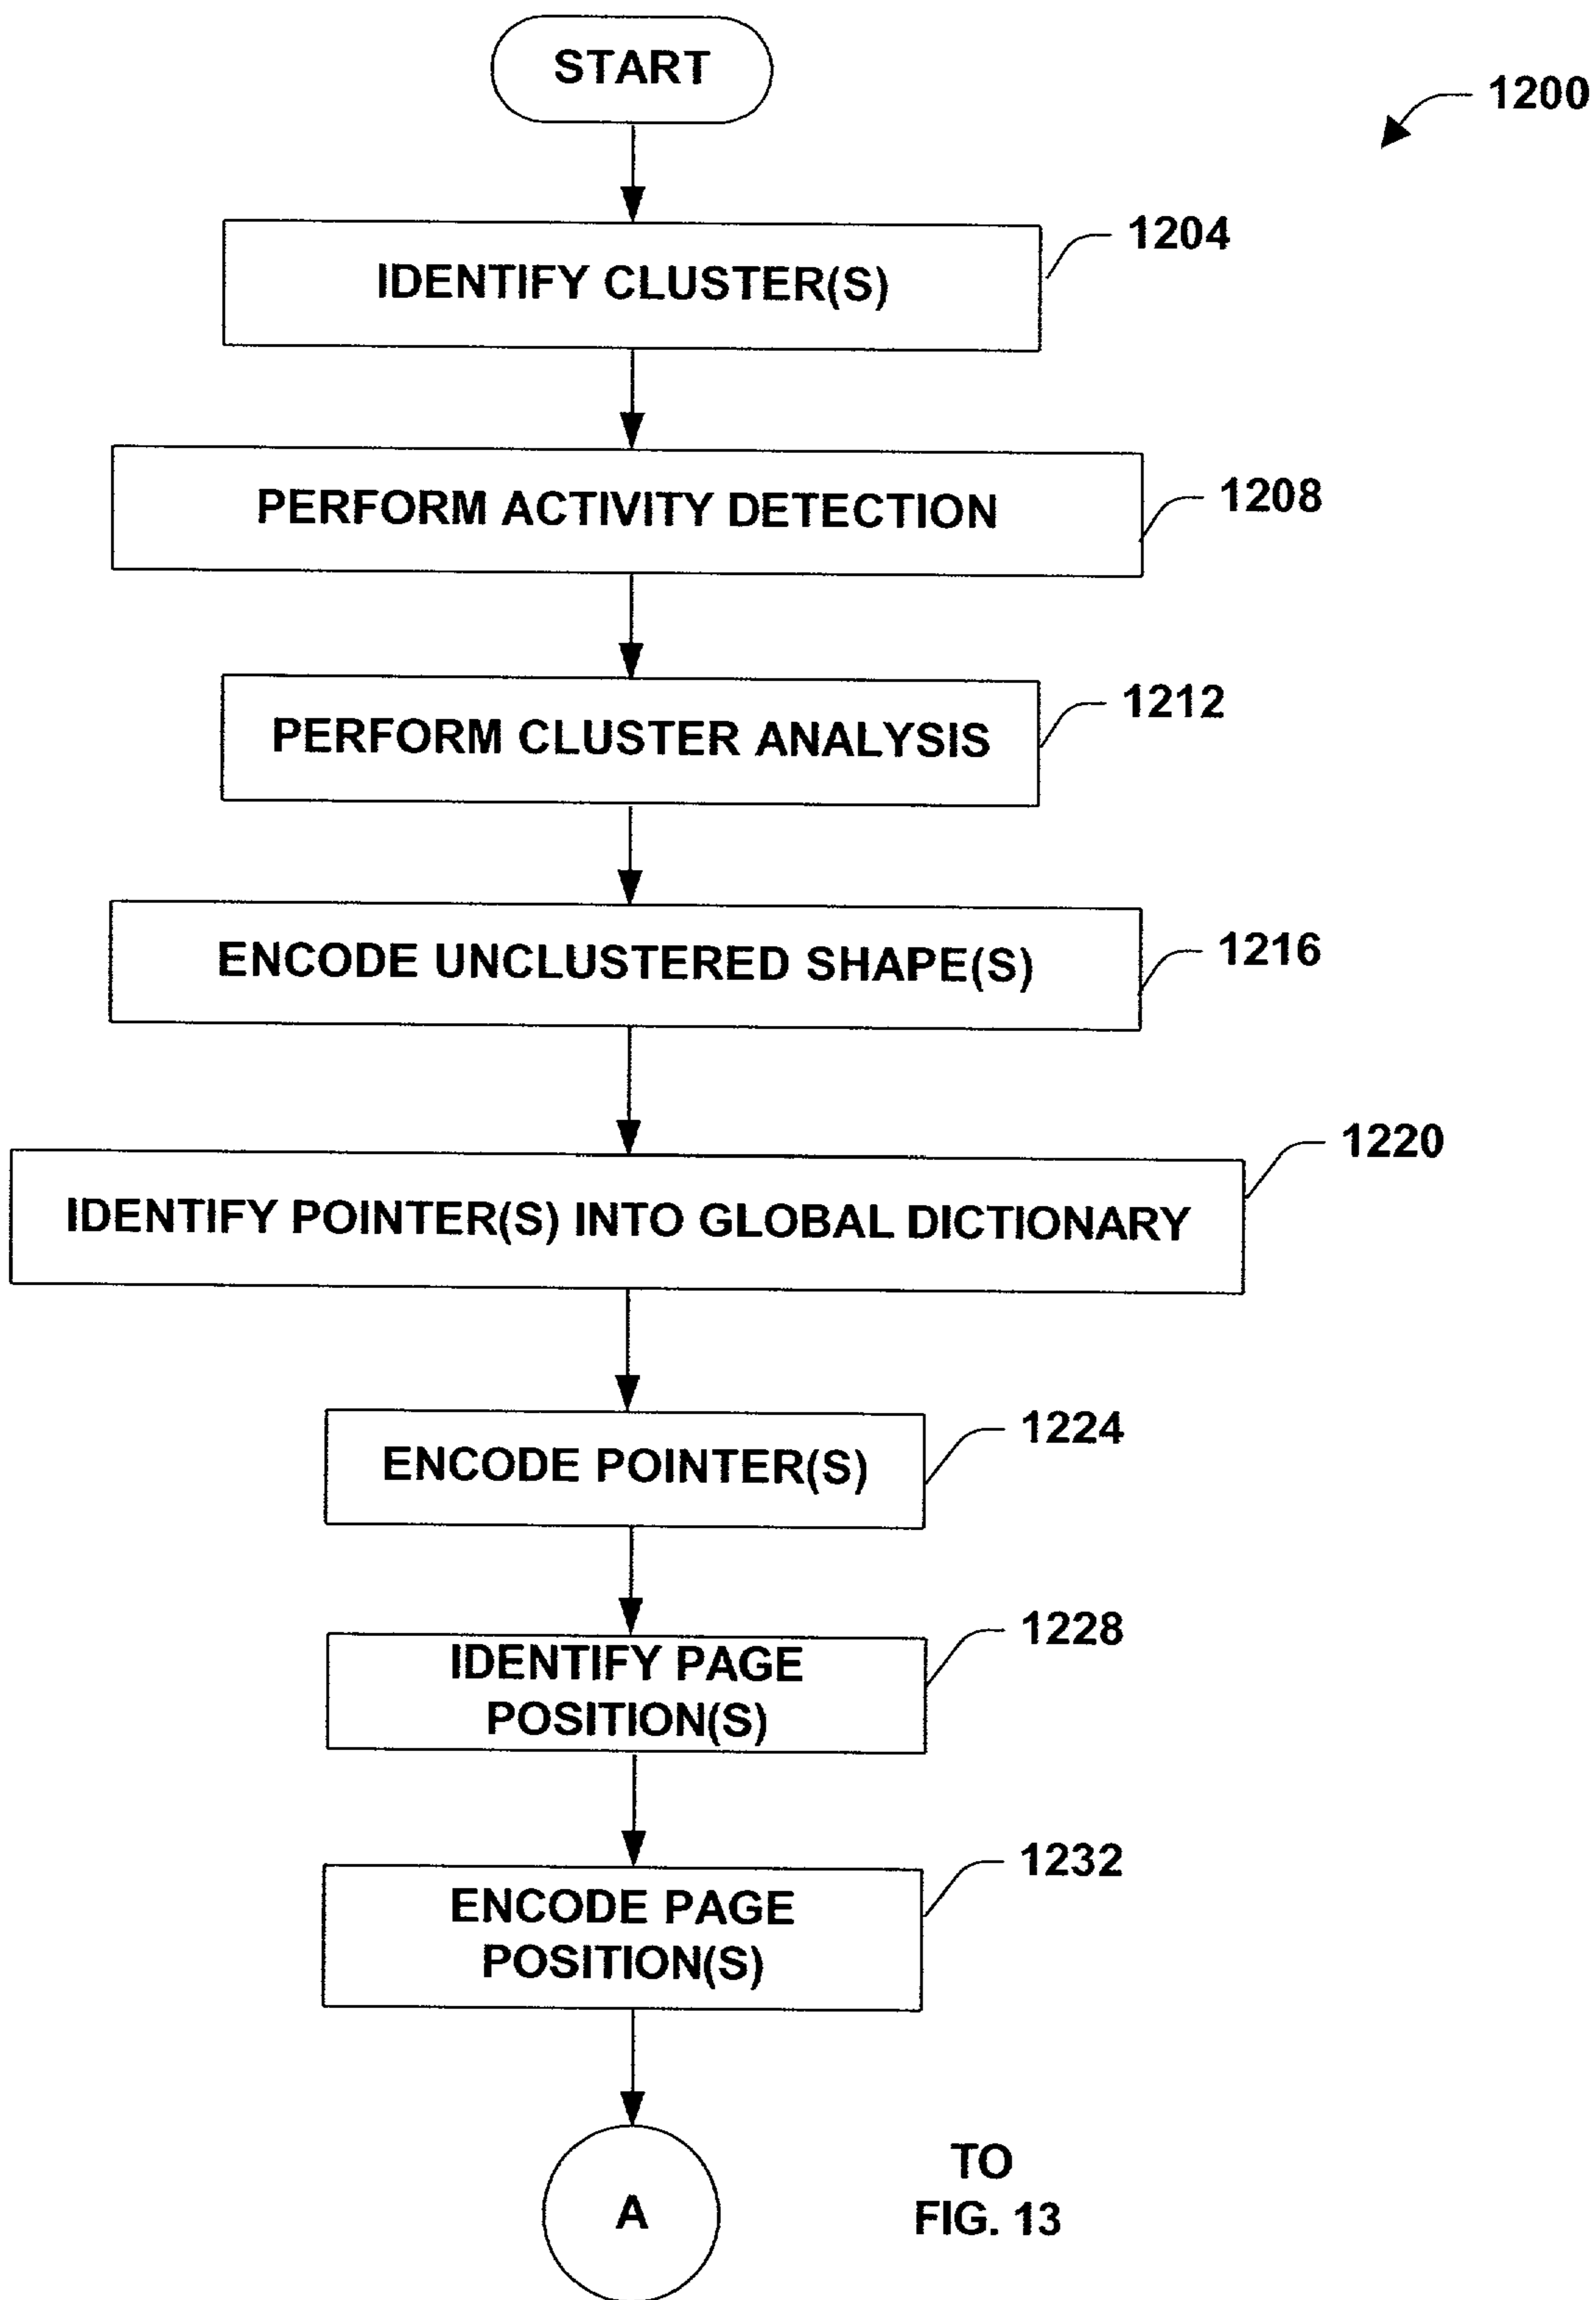 START
1200
1204
IDENTIFY CLUSTER(S)
1208
PERFORM ACTIVITY DETECTION
1212
PERFORM CLUSTER ANALYSIS
1216
ENCODE UNCLUSTERED SHAPE(S)
1220
IDENTIFY POINTER(S) INTO GLOBAL DICTIONARY
1224
ENCODE POINTER(S)
1228
IDENTIFY PAGE
POSITION(S)
1232
ENCODE PAGE
POSITION(S)
A
TO
FIG. 13